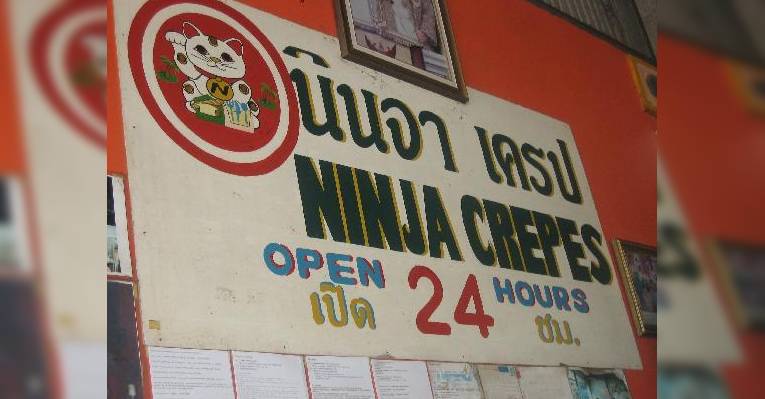 นินจา เครป
NINJA CREPES
OPEN 24 HOURS
เปิด ชม.
N